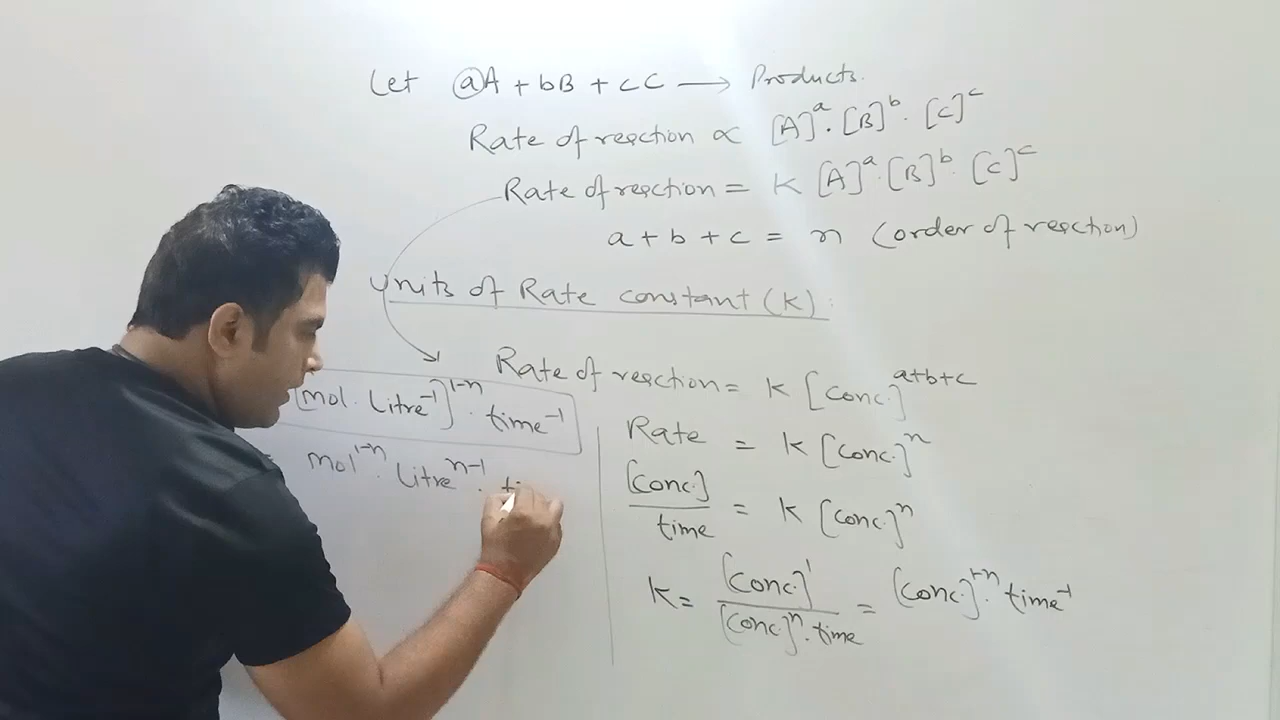 Let aA + bB + cC ⟶ Products.
Rate of reaction ∝ [A]^a · [B]^b · [C]^c
Rate of reaction = K [A]^a · [B]^b · [C]^c
a + b + c = n (order of reaction)
Units of Rate constant (K) :
Rate of reaction = K [Conc.]^a+b+c
[mol · Litre^-1]^1-n · time^-1
mol^1-n · Litre^n-1 · ti
Rate = K [Conc.]^n
[Conc.] / time = K [Conc.]^n
K = [Conc.]^1 / [Conc.]^n · time = [Conc.]^1-n · time^-1